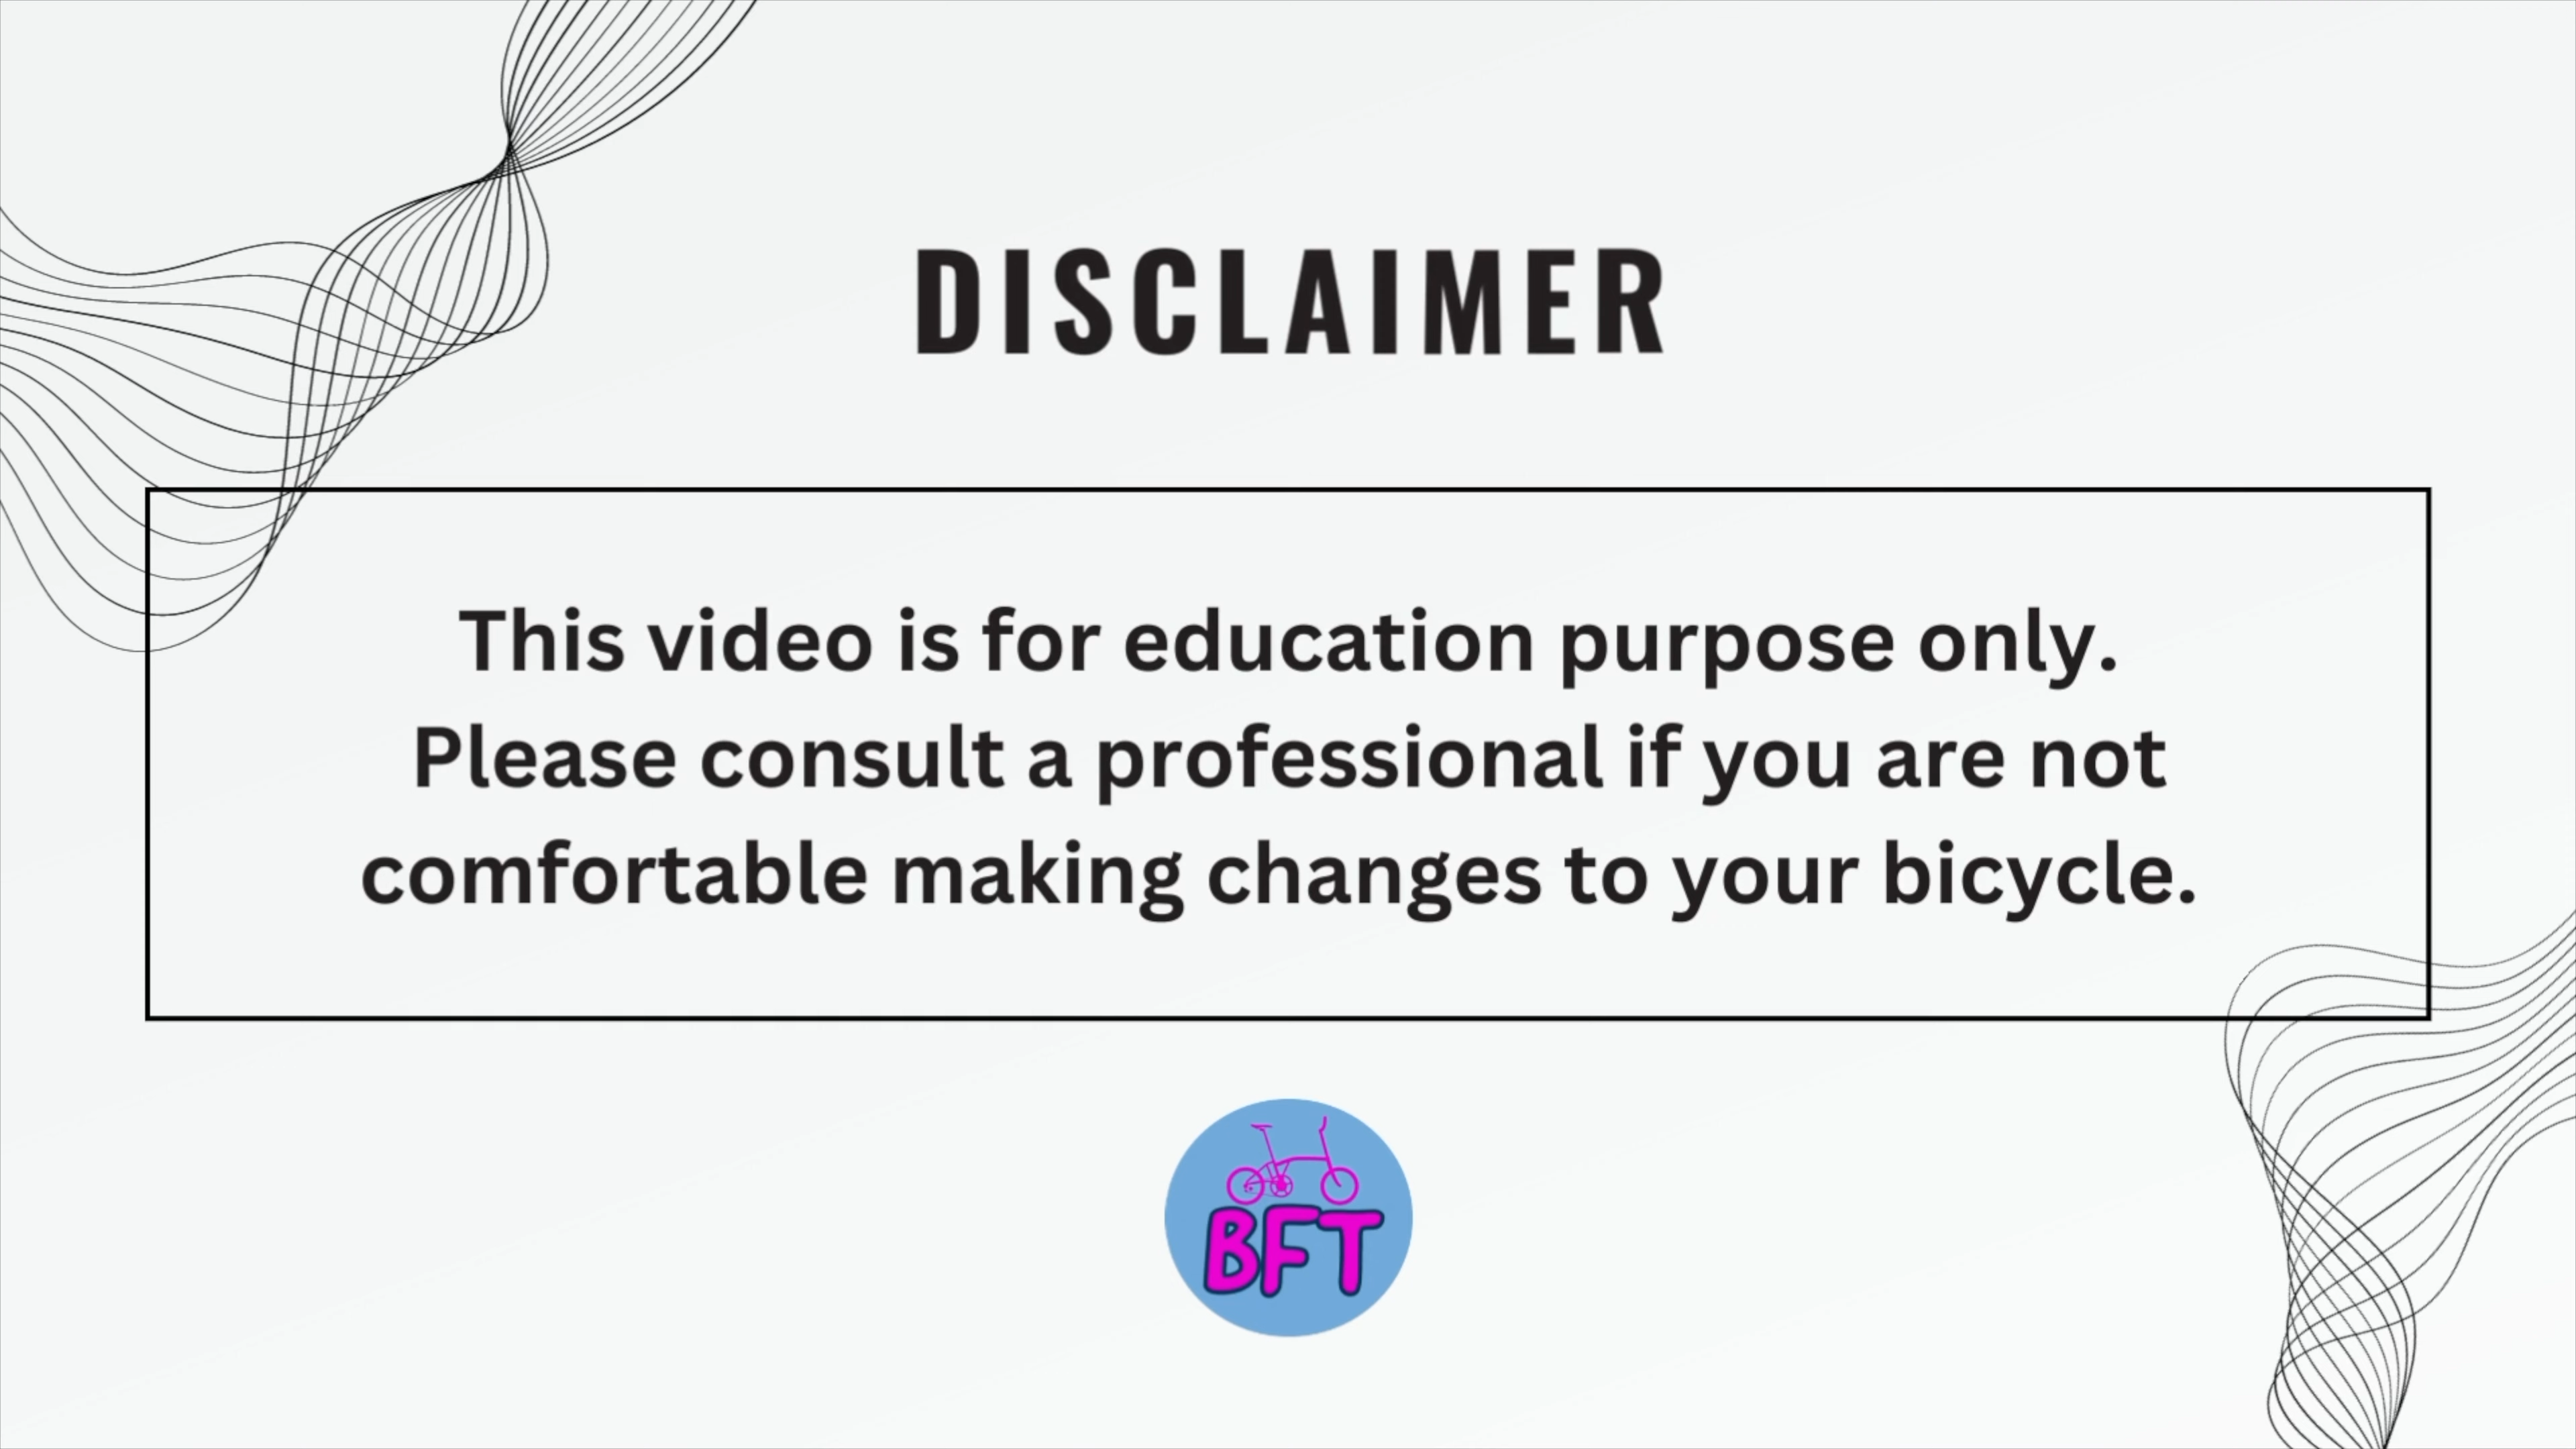 DISCLAIMER
This video is for education purpose only.
Please consult a professional if you are not
comfortable making changes to your bicycle.
BFT